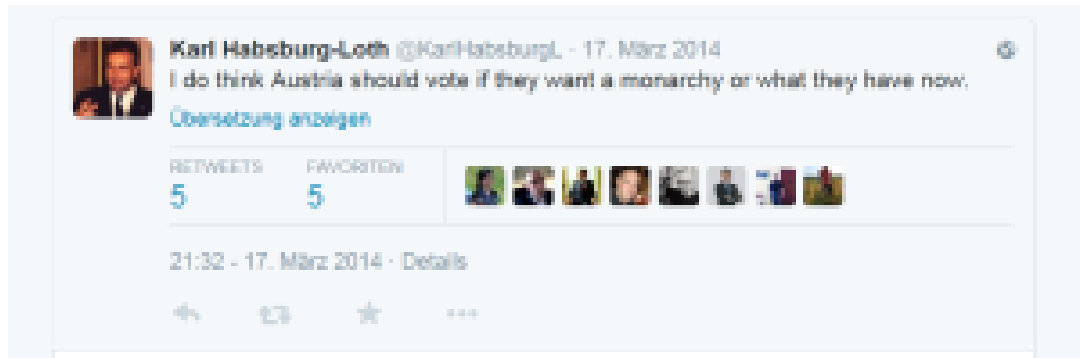 Karl Habsburg-Loth @KarlHabsburgL · 17. März 2014
I do think Austria should vote if they want a monarchy or what they have now.
Übersetzung anzeigen
RETWEETS FAVORITEN
5 5
21:32 - 17. März 2014 · Details